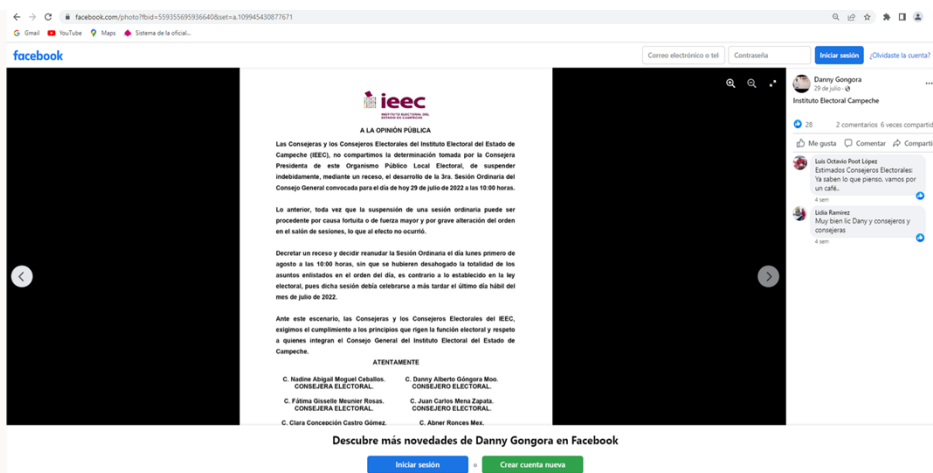 facebook.com/photo?fbid=559355695936640&set=a.109945430877671
Gmail YouTube Maps Sistema de la oficial...
facebook
Correo electrónico o tel Contraseña Iniciar sesión ¿Olvidaste la cuenta?
ieec
INSTITUTO ELECTORAL DEL
ESTADO DE CAMPECHE
A LA OPINIÓN PÚBLICA
Las Consejeras y los Consejeros Electorales del Instituto Electoral del Estado de
Campeche (IEEC), no compartimos la determinación tomada por la Consejera
Presidenta de este Organismo Público Local Electoral, de suspender
indebidamente, mediante un receso, el desarrollo de la 3ra. Sesión Ordinaria del
Consejo General convocada para el día de hoy 29 de julio de 2022 a las 10:00 horas.
Lo anterior, toda vez que la suspensión de una sesión ordinaria puede ser
procedente por causa fortuita o de fuerza mayor y por grave alteración del orden
en el salón de sesiones, lo que al efecto no ocurrió.
Decretar un receso y decidir reanudar la Sesión Ordinaria el día lunes primero de
agosto a las 10:00 horas, sin que se hubieren desahogado la totalidad de los
asuntos enlistados en el orden del día, es contrario a lo establecido en la ley
electoral, pues dicha sesión debía celebrarse a más tardar el último día hábil del
mes de julio de 2022.
Ante este escenario, las Consejeras y los Consejeros Electorales del IEEC,
exigimos el cumplimiento a los principios que rigen la función electoral y respeto
a quienes integran el Consejo General del Instituto Electoral del Estado de
Campeche.
ATENTAMENTE
C. Nadine Abigail Moguel Ceballos. C. Danny Alberto Góngora Moo.
CONSEJERA ELECTORAL. CONSEJERO ELECTORAL.
C. Fátima Gisselle Meunier Rosas. C. Juan Carlos Mena Zapata.
CONSEJERA ELECTORAL. CONSEJERO ELECTORAL.
C. Clara Concepción Castro Gómez. C. Abner Ronces Mex.
Danny Gongora
29 de julio
Instituto Electoral Campeche
28 2 comentarios 6 veces compartid
Me gusta Comentar Comparti
Luis Octavio Poot López
Estimados Consejeros Electorales:
Ya saben lo que pienso, vamos por
un café..
4 sem
Lidia Ramirez
Muy bien lic Dany y consejeros y
consejeras
4 sem
Descubre más novedades de Danny Gongora en Facebook
Iniciar sesión o Crear cuenta nueva